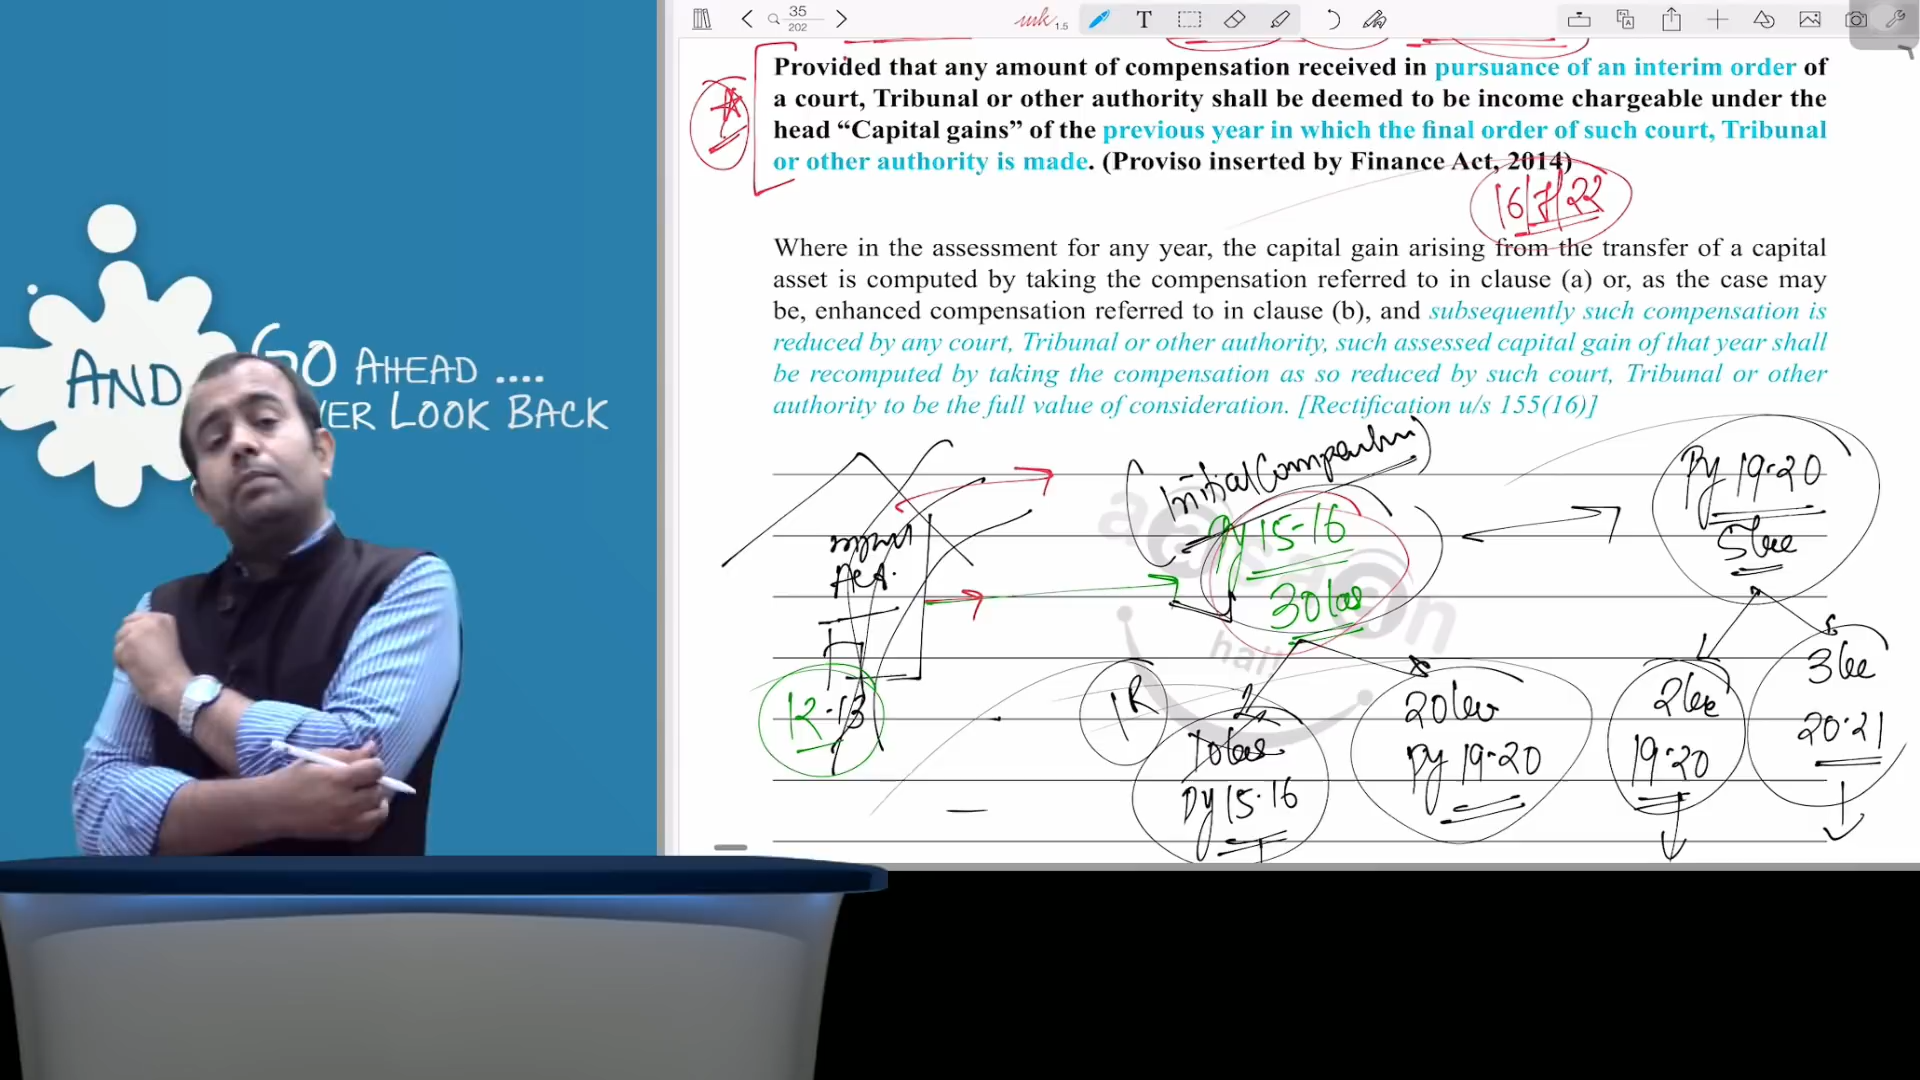 35
202
1.5
T
Provided that any amount of compensation received in pursuance of an interim order of
a court, Tribunal or other authority shall be deemed to be income chargeable under the
head “Capital gains” of the previous year in which the final order of such court, Tribunal
or other authority is made. (Proviso inserted by Finance Act, 2014)
16/7/22
Where in the assessment for any year, the capital gain arising from the transfer of a capital
asset is computed by taking the compensation referred to in clause (a) or, as the case may
be, enhanced compensation referred to in clause (b), and subsequently such compensation is
reduced by any court, Tribunal or other authority, such assessed capital gain of that year shall
be recomputed by taking the compensation as so reduced by such court, Tribunal or other
authority to be the full value of consideration. [Rectification u/s 155(16)]
AND GO AHEAD ....
VER LOOK BACK
Initial
PY 19-20
PY 15-16
30 lac
12-13
PY 15-16
PY 19-20
19-20
20-21